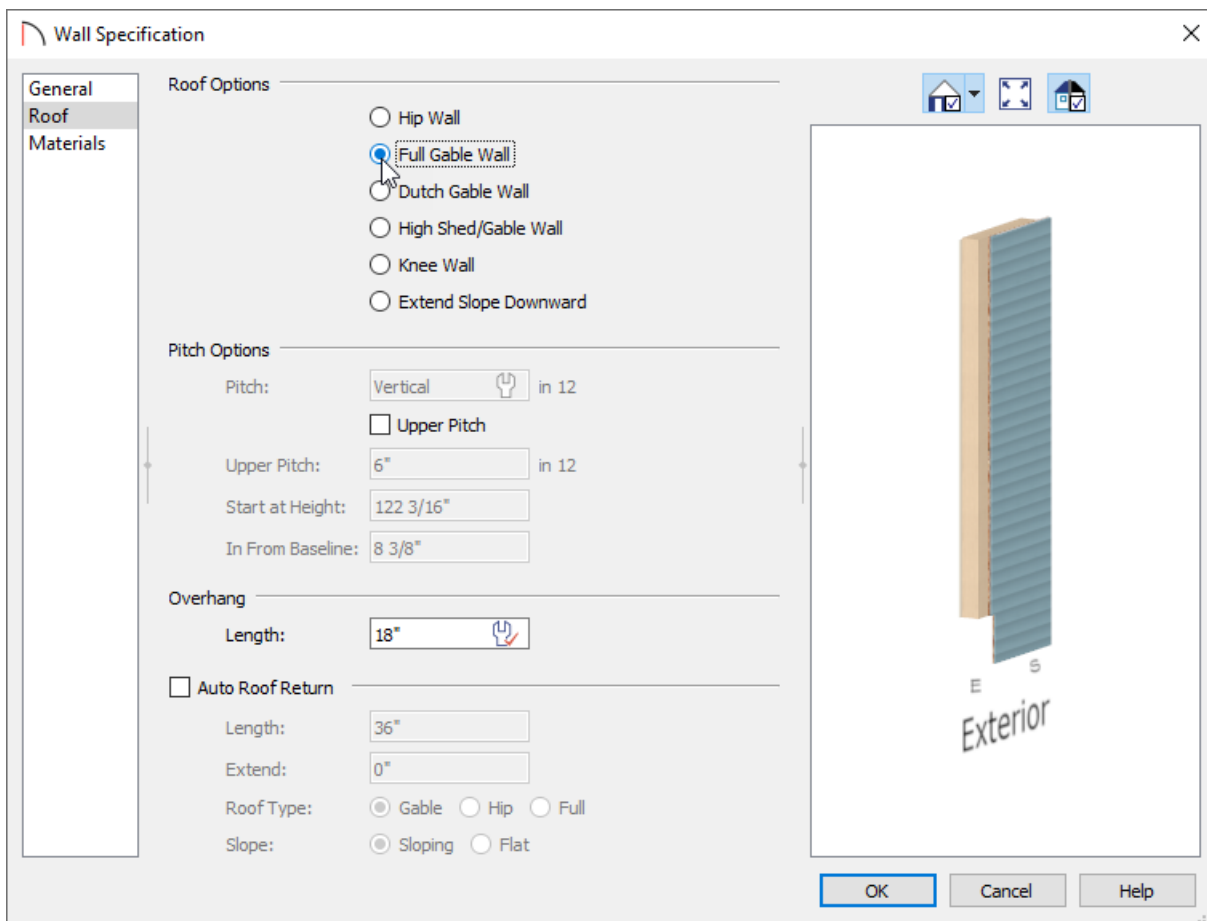 Wall Specification
General
Roof
Materials
Roof Options
Hip Wall
Full Gable Wall
Dutch Gable Wall
High Shed/Gable Wall
Knee Wall
Extend Slope Downward
Pitch Options
Pitch: Vertical in 12
Upper Pitch
Upper Pitch: 6" in 12
Start at Height: 122 3/16"
In From Baseline: 8 3/8"
Overhang
Length: 18"
Auto Roof Return
Length: 36"
Extend: 0"
Roof Type: Gable Hip Full
Slope: Sloping Flat
E S
Exterior
OK Cancel Help